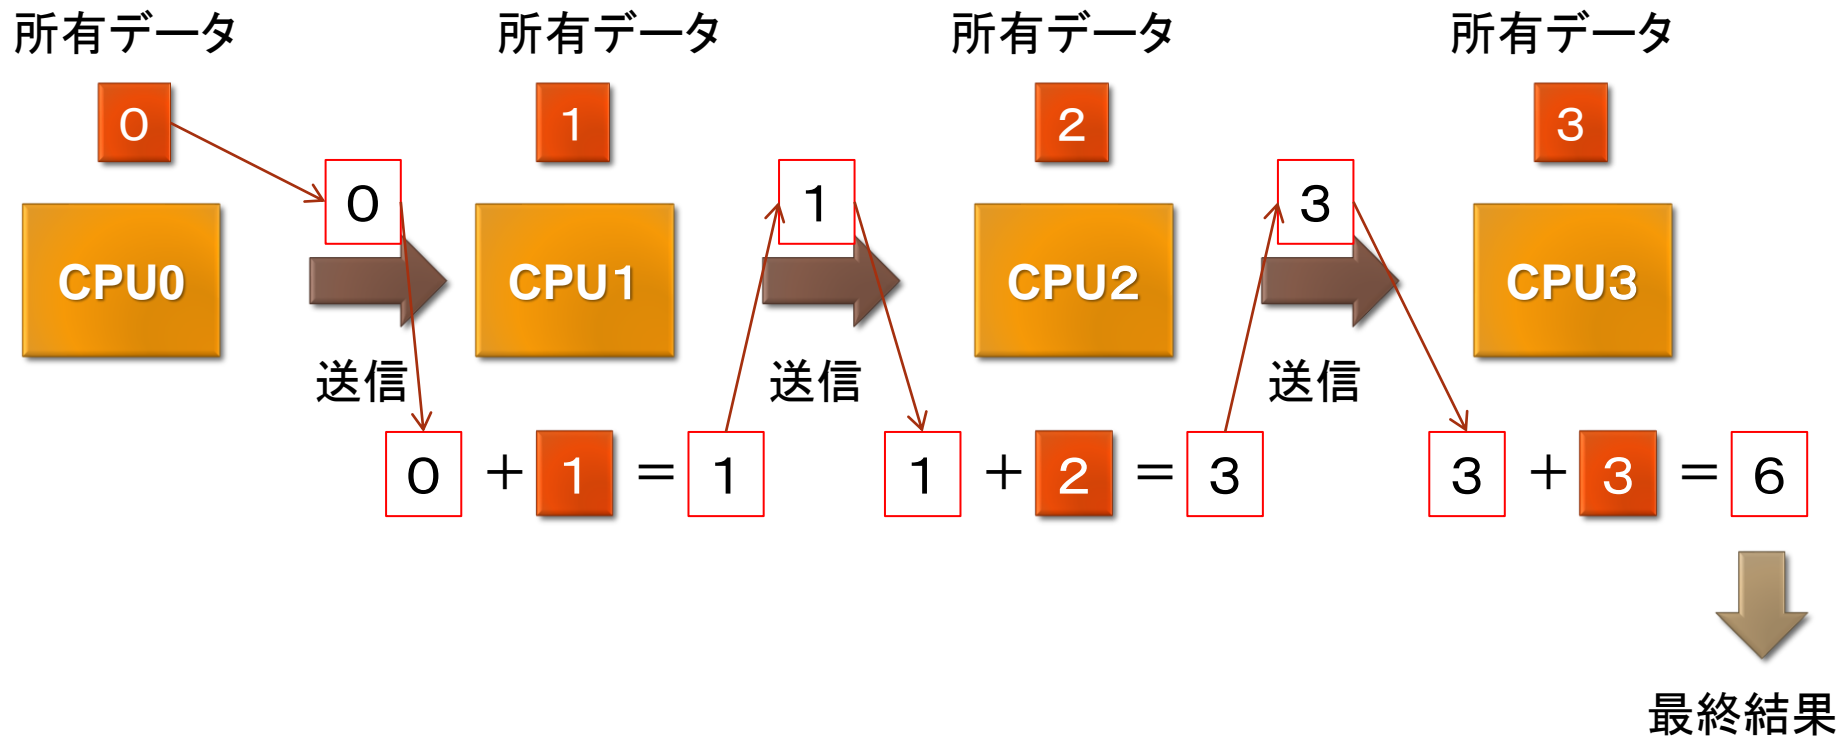 所有データ 所有データ 所有データ 所有データ
0 1 2 3
0 1 3
CPU0 CPU1 CPU2 CPU3
送信 送信 送信
0 + 1 = 1 1 + 2 = 3 3 + 3 = 6
最終結果